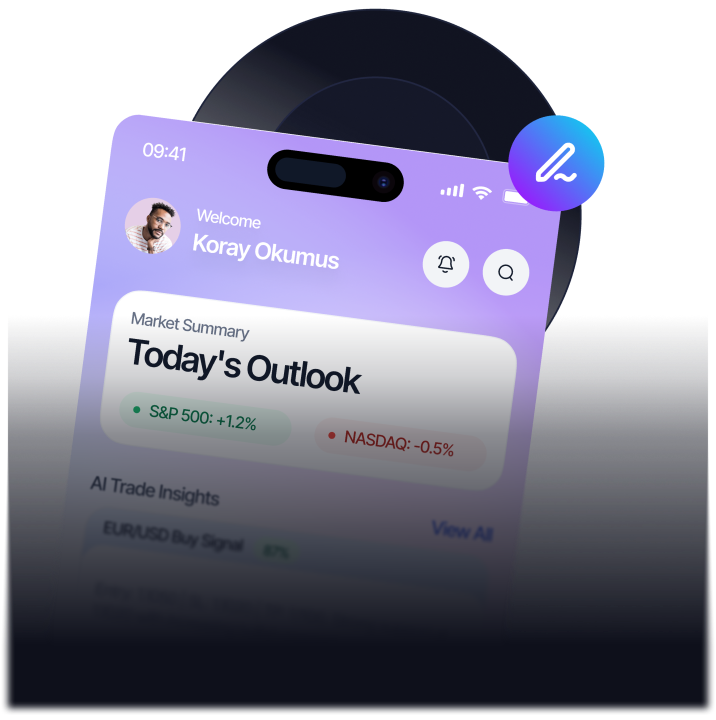 09:41
Welcome
Koray Okumus
Market Summary
Today's Outlook
S&P 500: +1.2%
NASDAQ: -0.5%
AI Trade Insights
View All
EUR/USD Buy Signal
87%